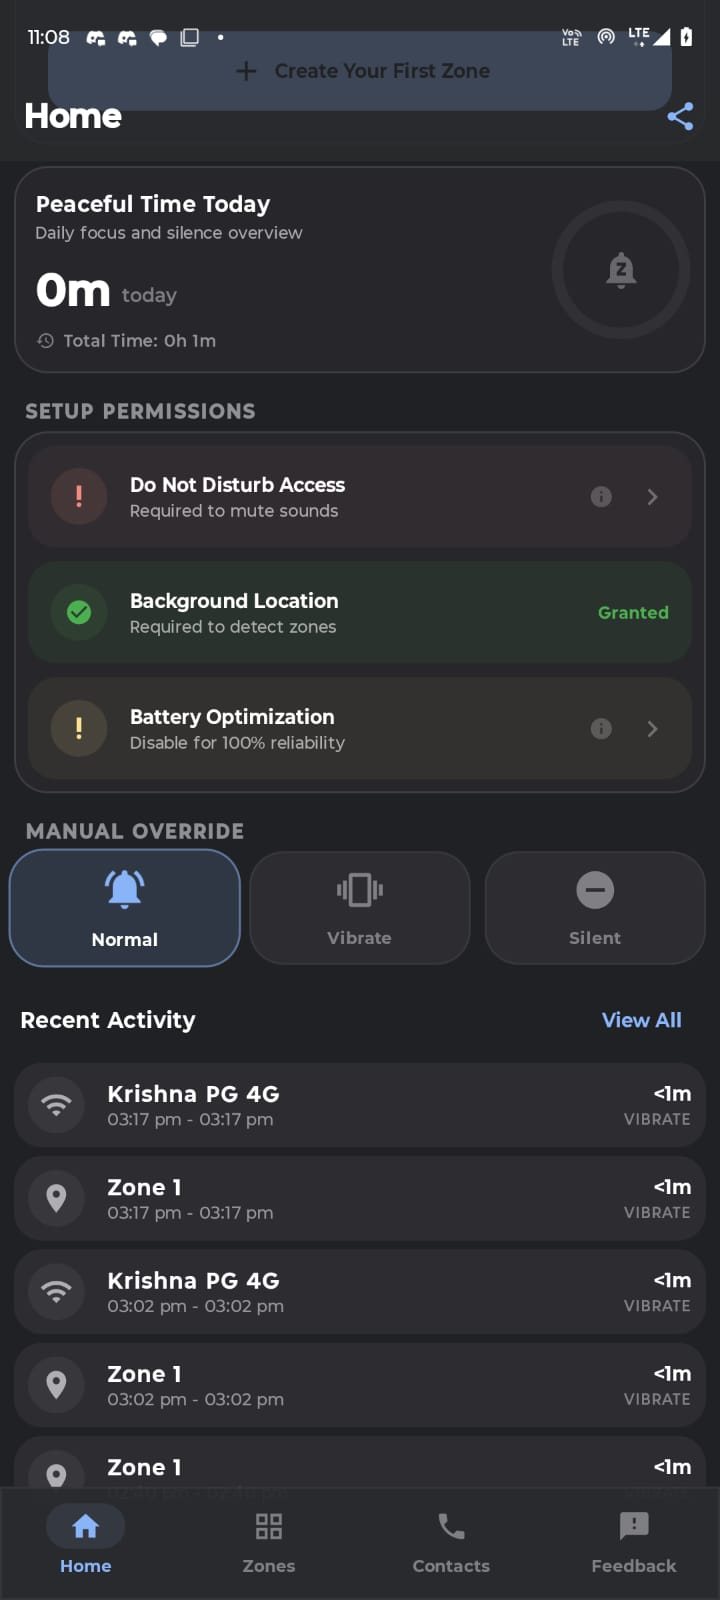 11:08
Vo LTE
LTE
+ Create Your First Zone
Home
Peaceful Time Today
Daily focus and silence overview
0m today
Total Time: 0h 1m
SETUP PERMISSIONS
Do Not Disturb Access
Required to mute sounds
Background Location
Required to detect zones
Granted
Battery Optimization
Disable for 100% reliability
MANUAL OVERRIDE
Normal
Vibrate
Silent
Recent Activity
View All
Krishna PG 4G
<1m
03:17 pm - 03:17 pm
VIBRATE
Zone 1
<1m
03:17 pm - 03:17 pm
VIBRATE
Krishna PG 4G
<1m
03:02 pm - 03:02 pm
VIBRATE
Zone 1
<1m
03:02 pm - 03:02 pm
VIBRATE
Zone 1
<1m
Home
Zones
Contacts
Feedback